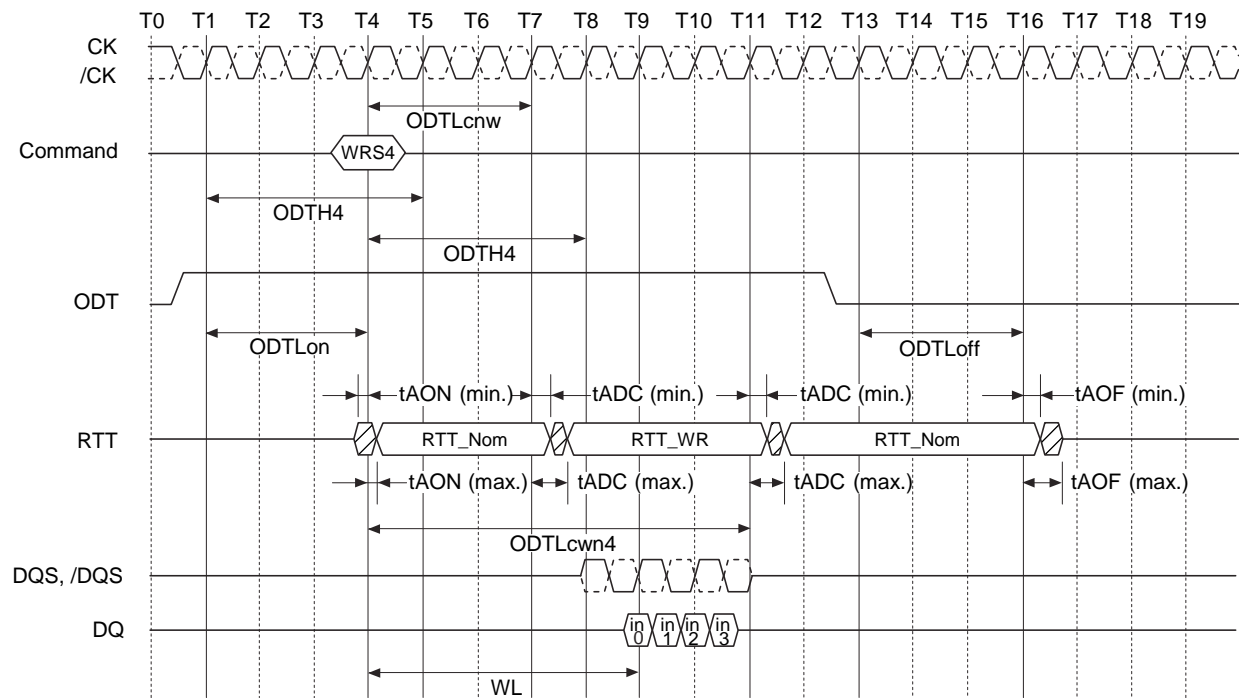 T0 T1 T2 T3 T4 T5 T6 T7 T8 T9 T10 T11 T12 T13 T14 T15 T16 T17 T18 T19
CK
/CK
ODTLcnw
Command WRS4
ODTH4
ODTH4
ODT
ODTLon ODTLoff
tAON (min.) tADC (min.) tADC (min.) tAOF (min.)
RTT RTT_Nom RTT_WR RTT_Nom
tAON (max.) tADC (max.) tADC (max.) tAOF (max.)
ODTLcwn4
DQS, /DQS
DQ in 0 in 1 in 2 in 3
WL